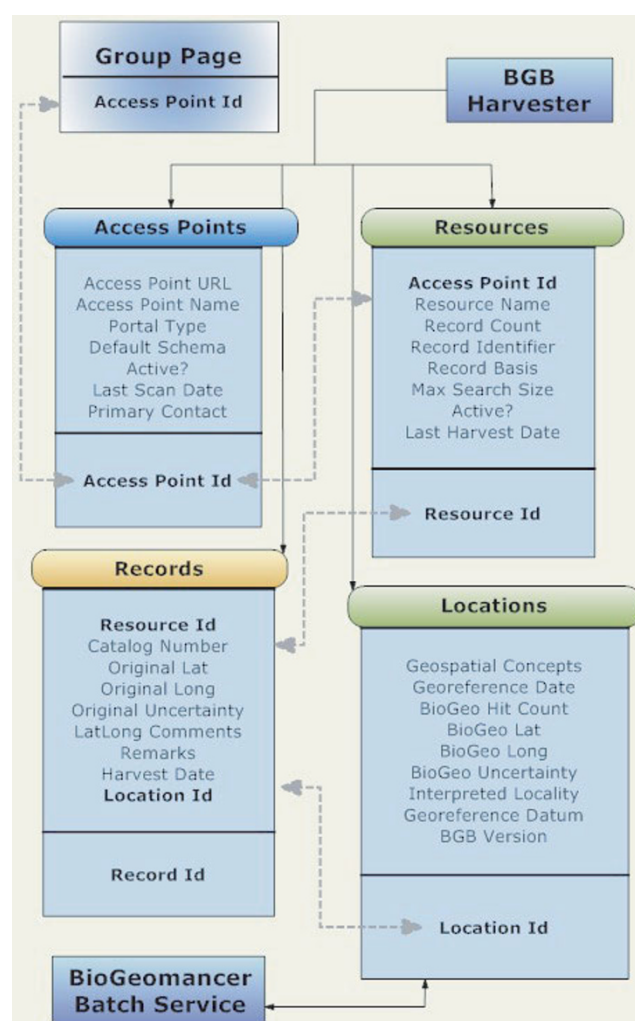 Group Page
Access Point Id
BGB
Harvester
Access Points
Access Point URL
Access Point Name
Portal Type
Default Schema
Active?
Last Scan Date
Primary Contact
Access Point Id
Resources
Access Point Id
Resource Name
Record Count
Record Identifier
Record Basis
Max Search Size
Active?
Last Harvest Date
Resource Id
Records
Resource Id
Catalog Number
Original Lat
Original Long
Original Uncertainty
LatLong Comments
Remarks
Harvest Date
Location Id
Record Id
Locations
Geospatial Concepts
Georeference Date
BioGeo Hit Count
BioGeo Lat
BioGeo Long
BioGeo Uncertainty
Interpreted Locality
Georeference Datum
BGB Version
Location Id
BioGeomancer
Batch Service